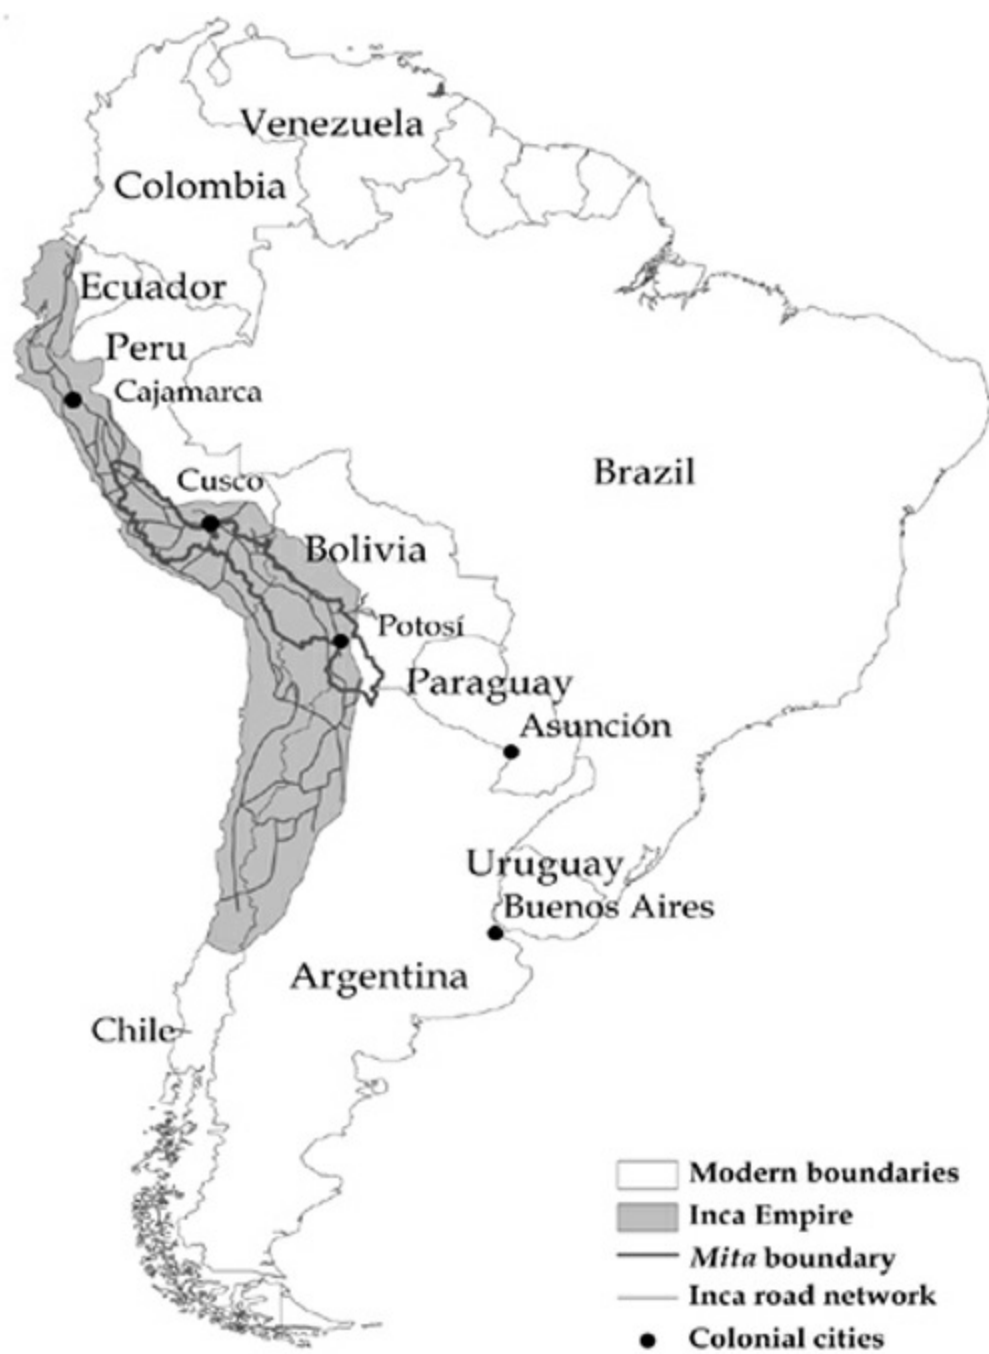 Venezuela
Colombia
Ecuador
Peru
Cajamarca
Brazil
Cusco
Bolivia
Potosí
Paraguay
Asunción
Uruguay
Buenos Aires
Argentina
Chile
Modern boundaries
Inca Empire
Mita boundary
Inca road network
Colonial cities